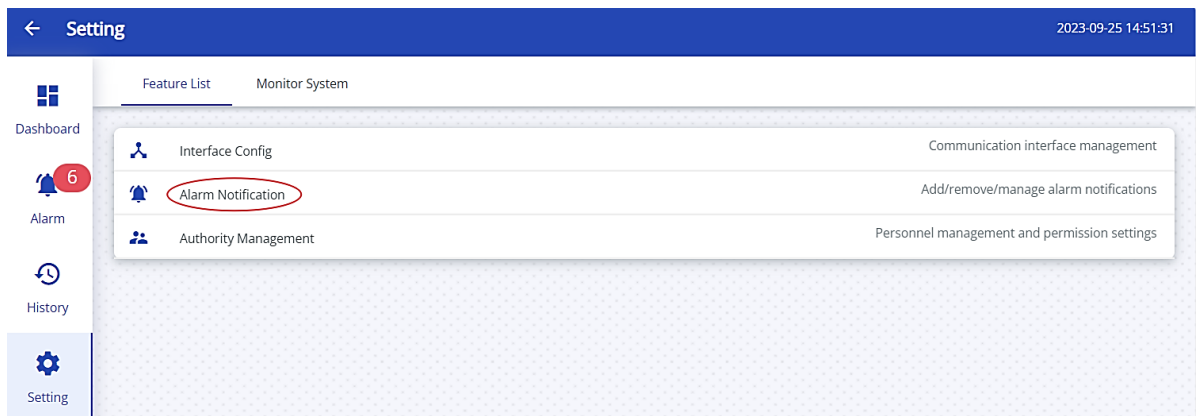 Setting
2023-09-25 14:51:31
Feature List
Monitor System
Dashboard
6
Alarm
History
Setting
Interface Config
Communication interface management
Alarm Notification
Add/remove/manage alarm notifications
Authority Management
Personnel management and permission settings